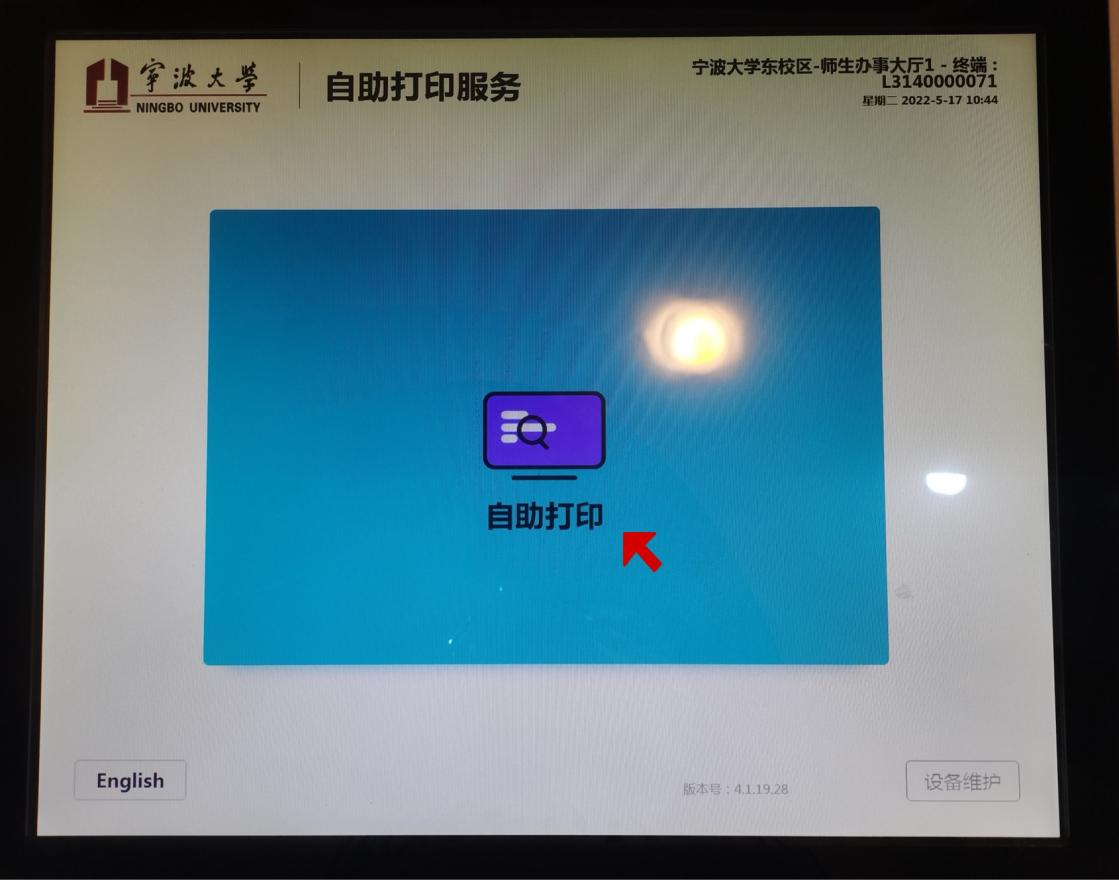 宁波大学
NINGBO UNIVERSITY
自助打印服务
宁波大学东校区-师生办事大厅1 - 终端：
L3140000071
星期二 2022-5-17 10:44
自助打印
English
版本号：4.1.19.28
设备维护